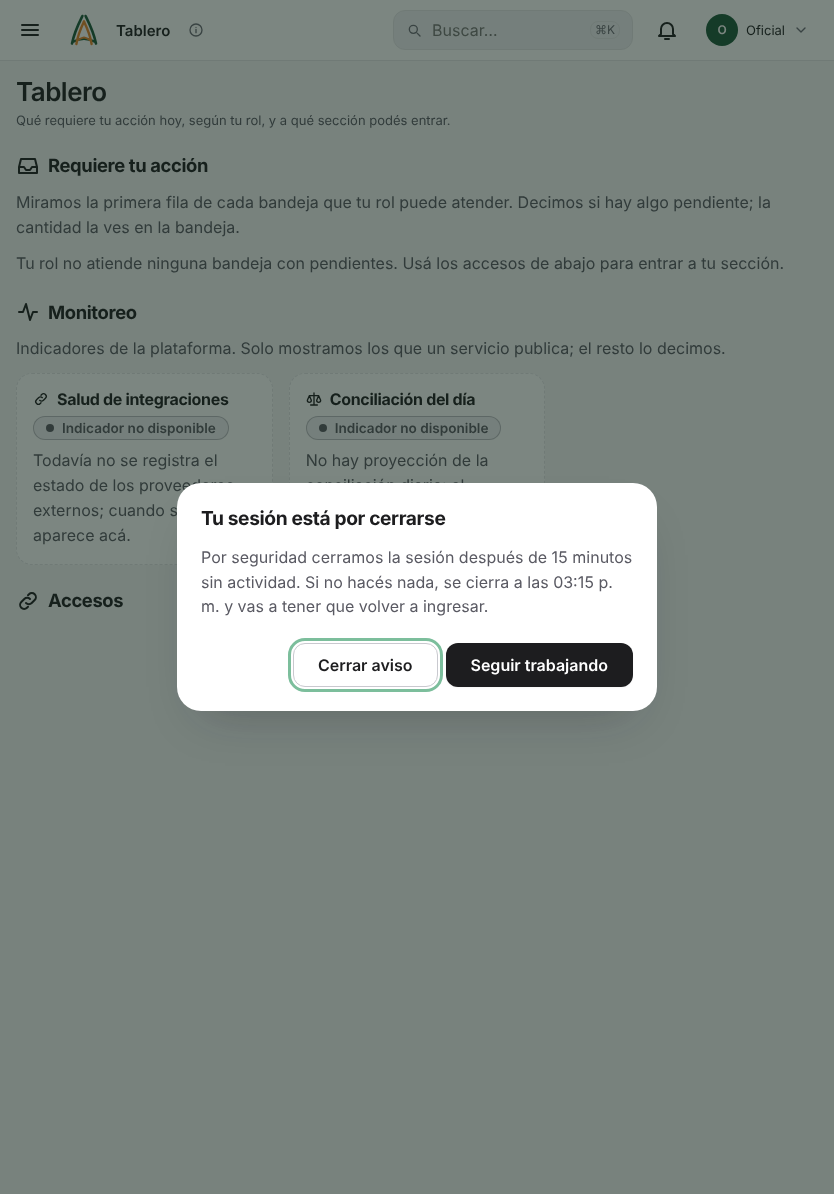 Tablero
Buscar...
⌘K
O
Oficial
Tablero
Qué requiere tu acción hoy, según tu rol, y a qué sección podés entrar.
Requiere tu acción
Miramos la primera fila de cada bandeja que tu rol puede atender. Decimos si hay algo pendiente; la
cantidad la ves en la bandeja.
Tu rol no atiende ninguna bandeja con pendientes. Usá los accesos de abajo para entrar a tu sección.
Monitoreo
Indicadores de la plataforma. Solo mostramos los que un servicio publica; el resto lo decimos.
Salud de integraciones
Indicador no disponible
Todavía no se registra el
estado de los proveedores
externos; cuando
aparece acá.
Conciliación del día
Indicador no disponible
No hay proyección de la
conciliación diaria
Accesos
Tu sesión está por cerrarse
Por seguridad cerramos la sesión después de 15 minutos
sin actividad. Si no hacés nada, se cierra a las 03:15 p.
m. y vas a tener que volver a ingresar.
Cerrar aviso
Seguir trabajando